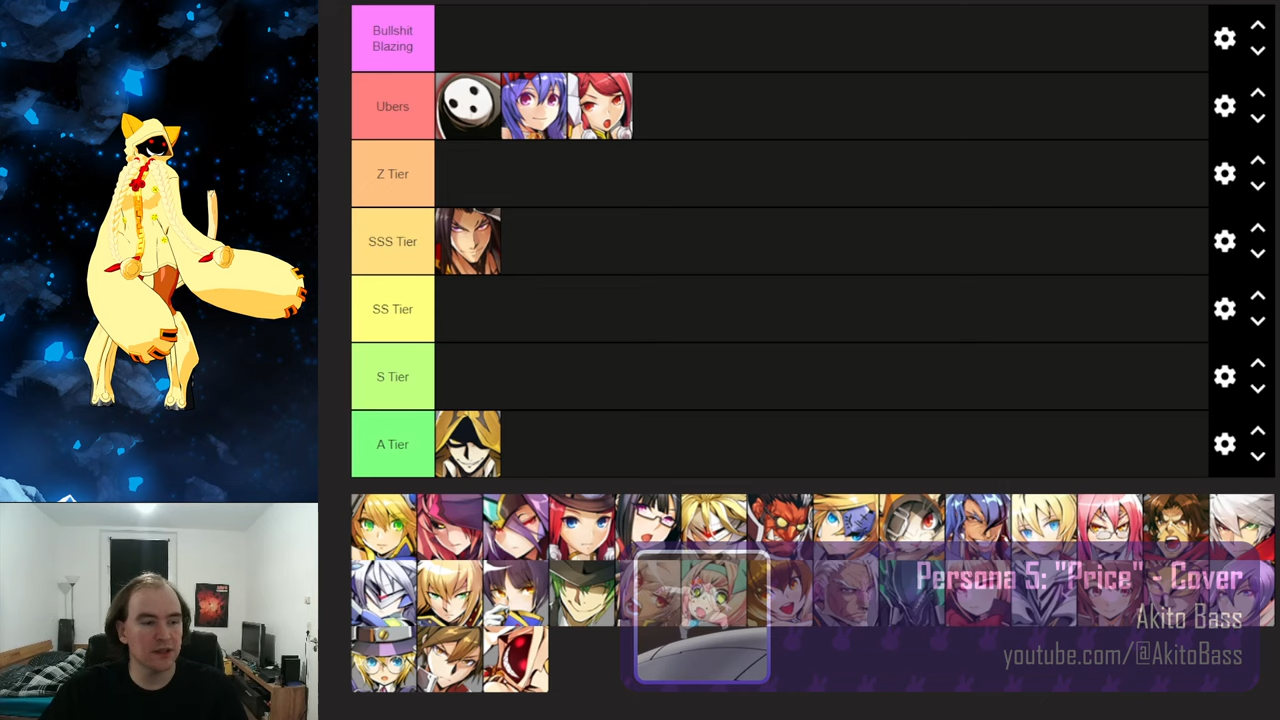 Bullshit
Blazing
Ubers
Z Tier
SSS Tier
SS Tier
S Tier
A Tier
Persona 5: "Price" - Cover
Akito Bass
youtube.com/@AkitoBass